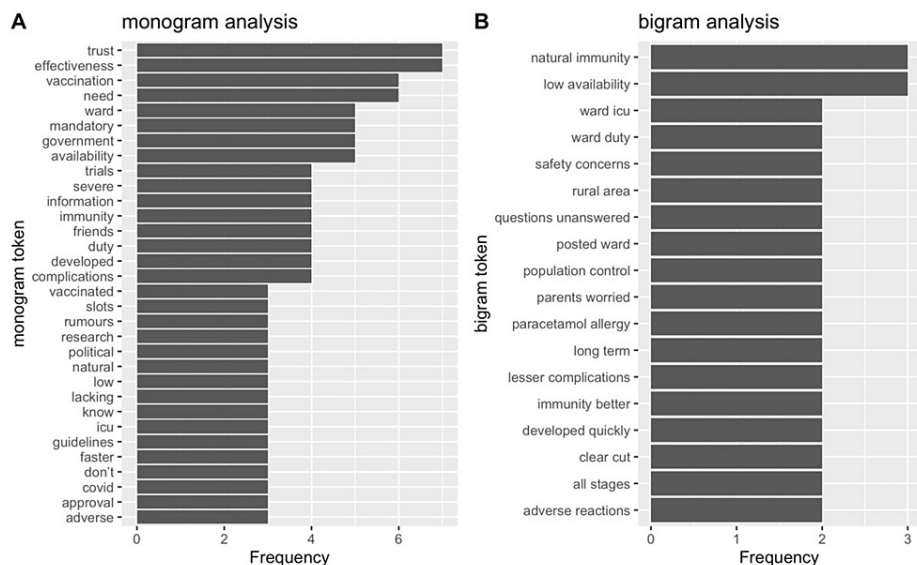 A monogram analysis
monogram token
trust
effectiveness
vaccination
need
ward
mandatory
government
availability
trials
severe
information
immunity
friends
duty
developed
complications
vaccinated
slots
rumours
research
political
natural
low
lacking
know
icu
guidelines
faster
don't
covid
approval
adverse
0 2 4 6
Frequency
B bigram analysis
bigram token
natural immunity
low availability
ward icu
ward duty
safety concerns
rural area
questions unanswered
posted ward
population control
parents worried
paracetamol allergy
long term
lesser complications
immunity better
developed quickly
clear cut
all stages
adverse reactions
0 1 2 3
Frequency